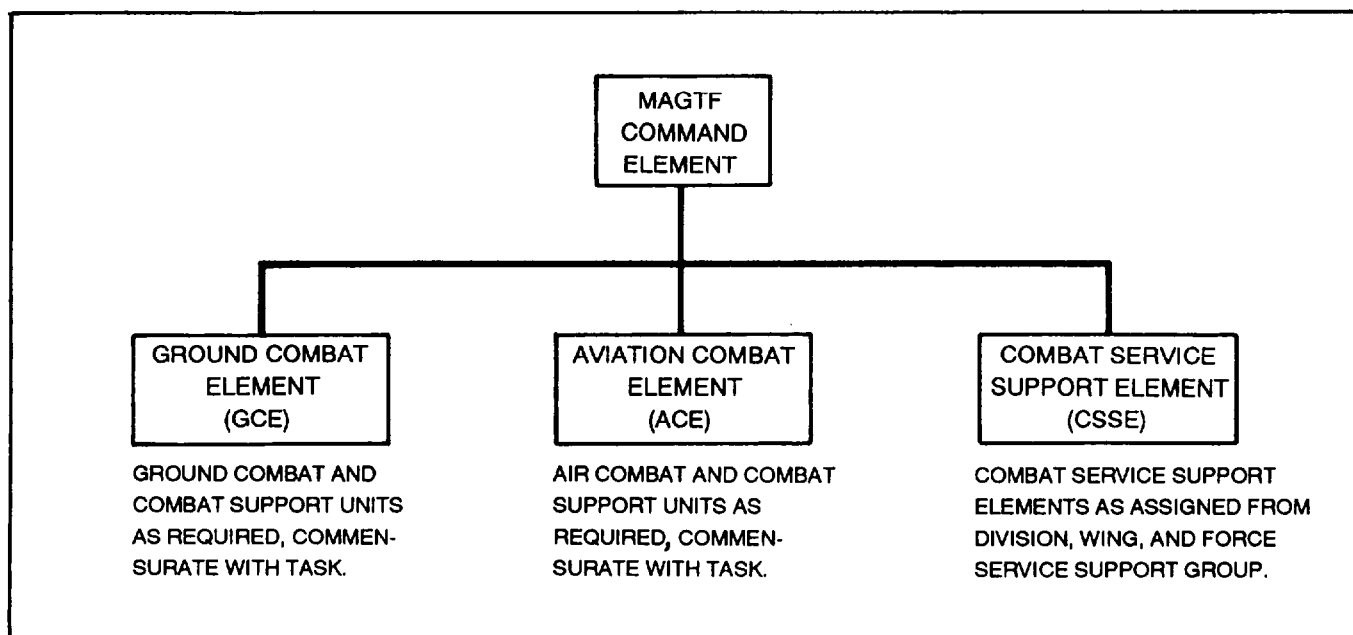 MAGTF
COMMAND
ELEMENT
GROUND COMBAT
ELEMENT
(GCE)
AVIATION COMBAT
ELEMENT
(ACE)
COMBAT SERVICE
SUPPORT ELEMENT
(CSSE)
GROUND COMBAT AND
COMBAT SUPPORT UNITS
AS REQUIRED, COMMEN-
SURATE WITH TASK.
AIR COMBAT AND COMBAT
SUPPORT UNITS AS
REQUIRED, COMMEN-
SURATE WITH TASK.
COMBAT SERVICE SUPPORT
ELEMENTS AS ASSIGNED FROM
DIVISION, WING, AND FORCE
SERVICE SUPPORT GROUP.